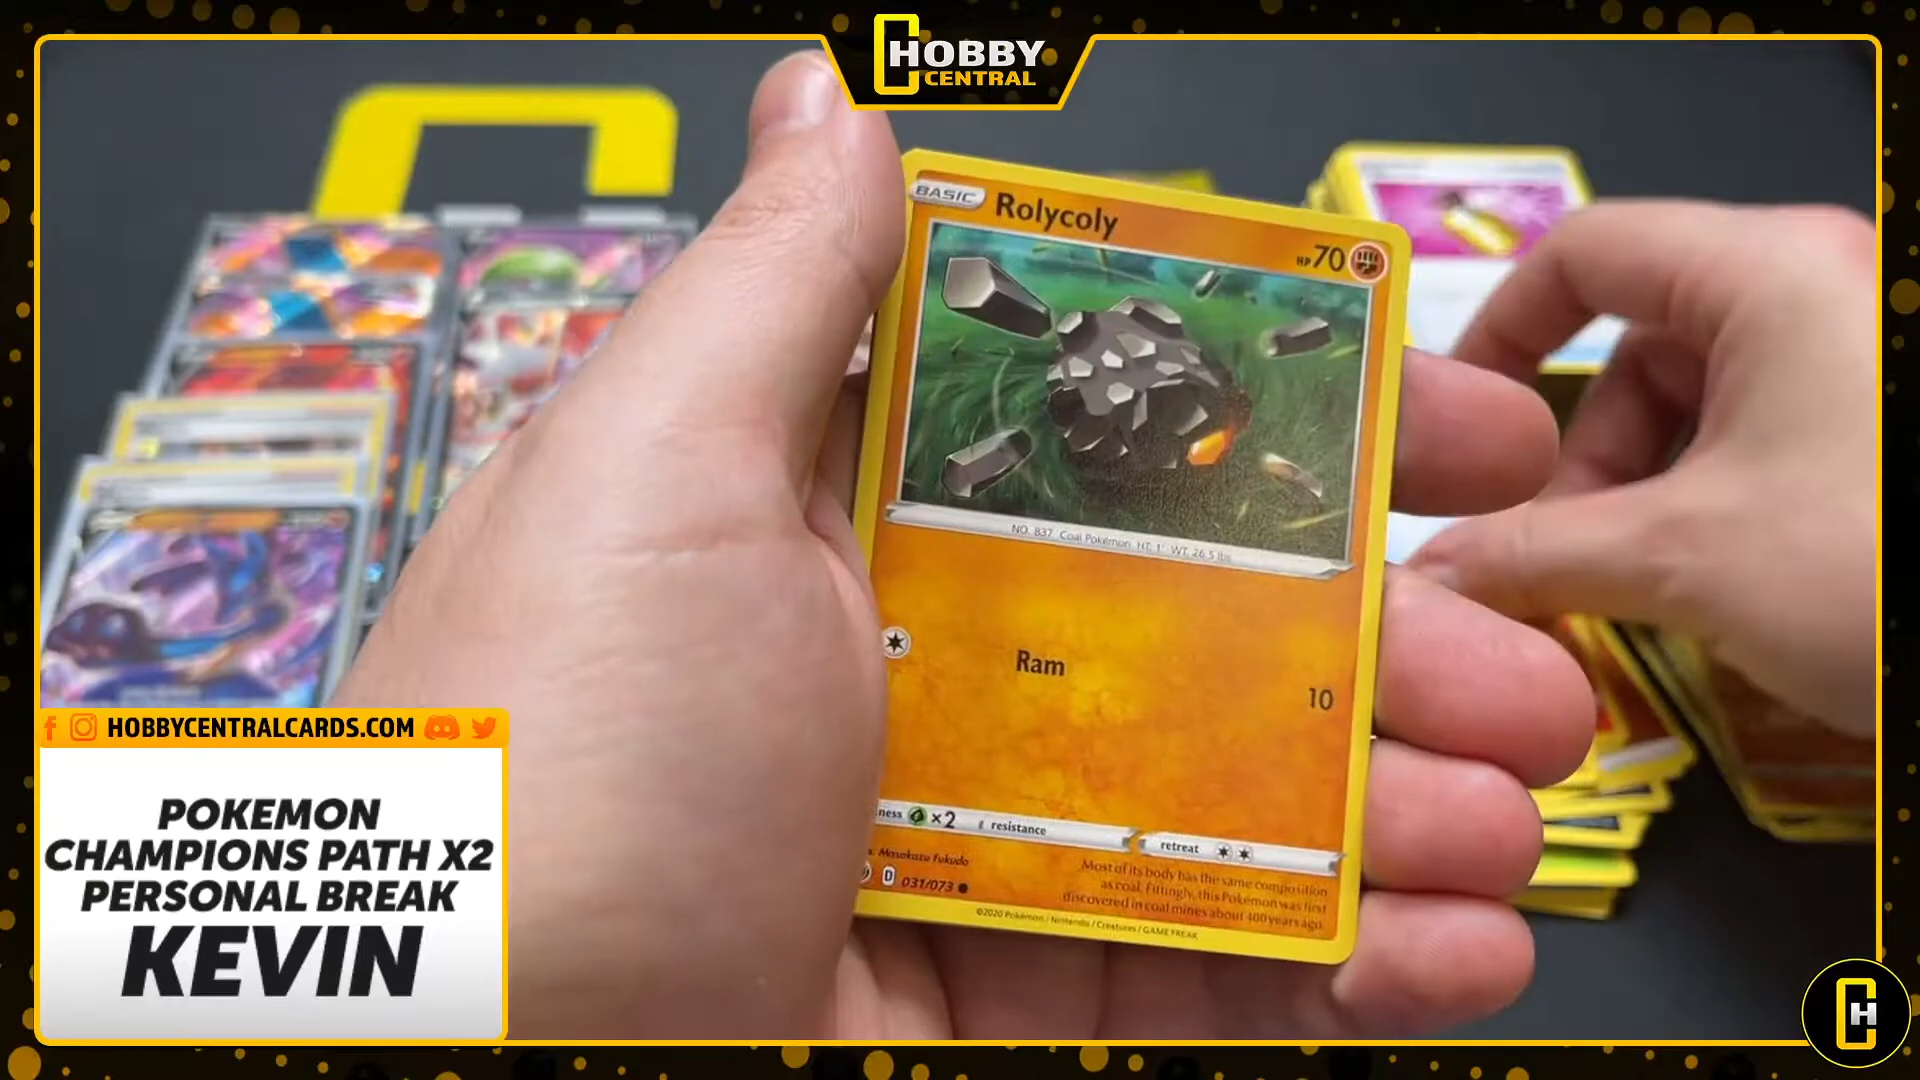 HOBBY
CENTRAL
BASIC
Rolycoly
HP 70
NO. 837 Coal Pokémon HT: 1' WT: 26.5 lbs.
Ram
10
ness ×2 resistance
retreat
s. Masakazu Fukuda
D 031/073
Most of its body has the same composition
as coal. Fittingly, this Pokémon was first
discovered in coal mines about 400 years ago.
©2020 Pokémon / Nintendo / Creatures / GAME FREAK
HOBBYCENTRALCARDS.COM
POKEMON
CHAMPIONS PATH X2
PERSONAL BREAK
KEVIN
CH